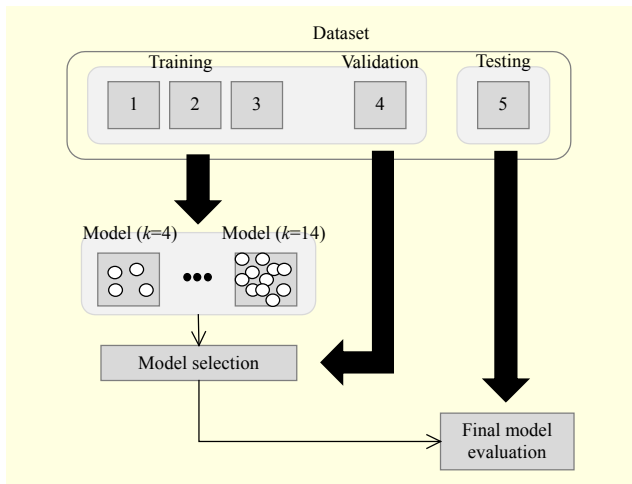 Dataset
Training Validation Testing
1 2 3 4 5
Model (k=4) Model (k=14)
Model selection
Final model
evaluation